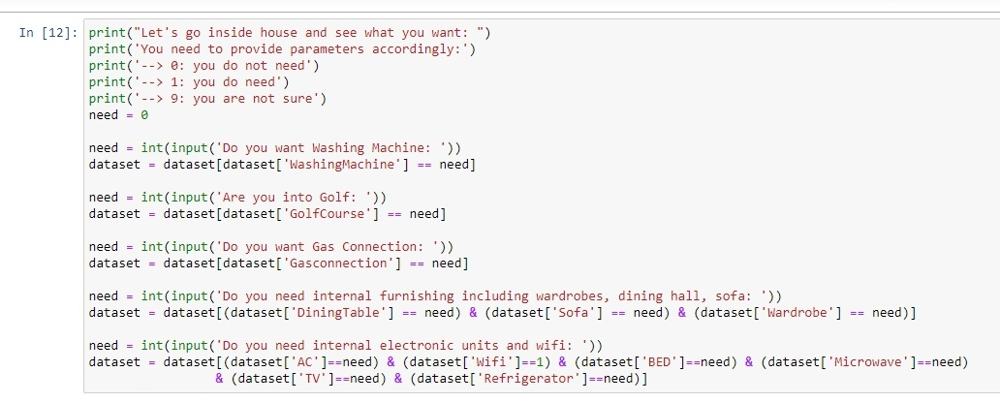 In [12]: print("Let's go inside house and see what you want: ")
print('You need to provide parameters accordingly:')
print('--> 0: you do not need')
print('--> 1: you do need')
print('--> 9: you are not sure')
need = 0
need = int(input('Do you want Washing Machine: '))
dataset = dataset[dataset['WashingMachine'] == need]
need = int(input('Are you into Golf: '))
dataset = dataset[dataset['GolfCourse'] == need]
need = int(input('Do you want Gas Connection: '))
dataset = dataset[dataset['Gasconnection'] == need]
need = int(input('Do you need internal furnishing including wardrobes, dining hall, sofa: '))
dataset = dataset[(dataset['DiningTable'] == need) & (dataset['Sofa'] == need) & (dataset['Wardrobe'] == need)]
need = int(input('Do you need internal electronic units and wifi: '))
dataset = dataset[(dataset['AC']==need) & (dataset['Wifi']==1) & (dataset['BED']==need) & (dataset['Microwave']==need)
& (dataset['TV']==need) & (dataset['Refrigerator']==need)]